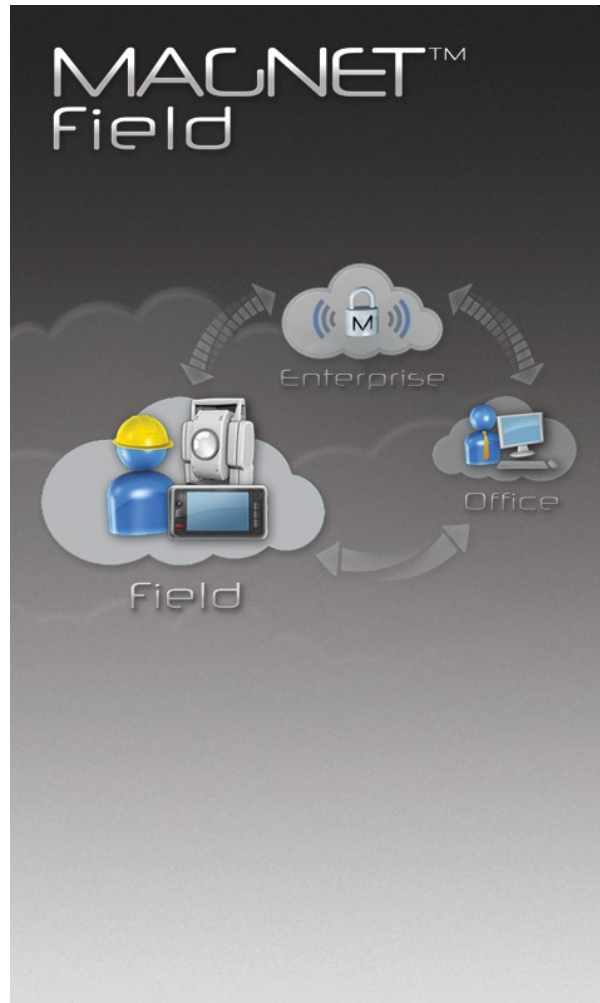 MAGNET™
Field
M
Enterprise
Office
Field